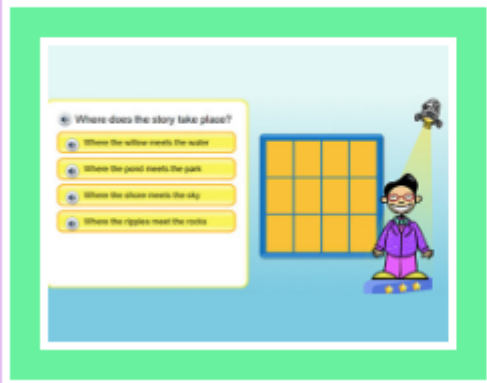 Where does the story take place?
Where the willow meets the water
Where the pond meets the park
Where the shore meets the sky
Where the ripples meet the rocks